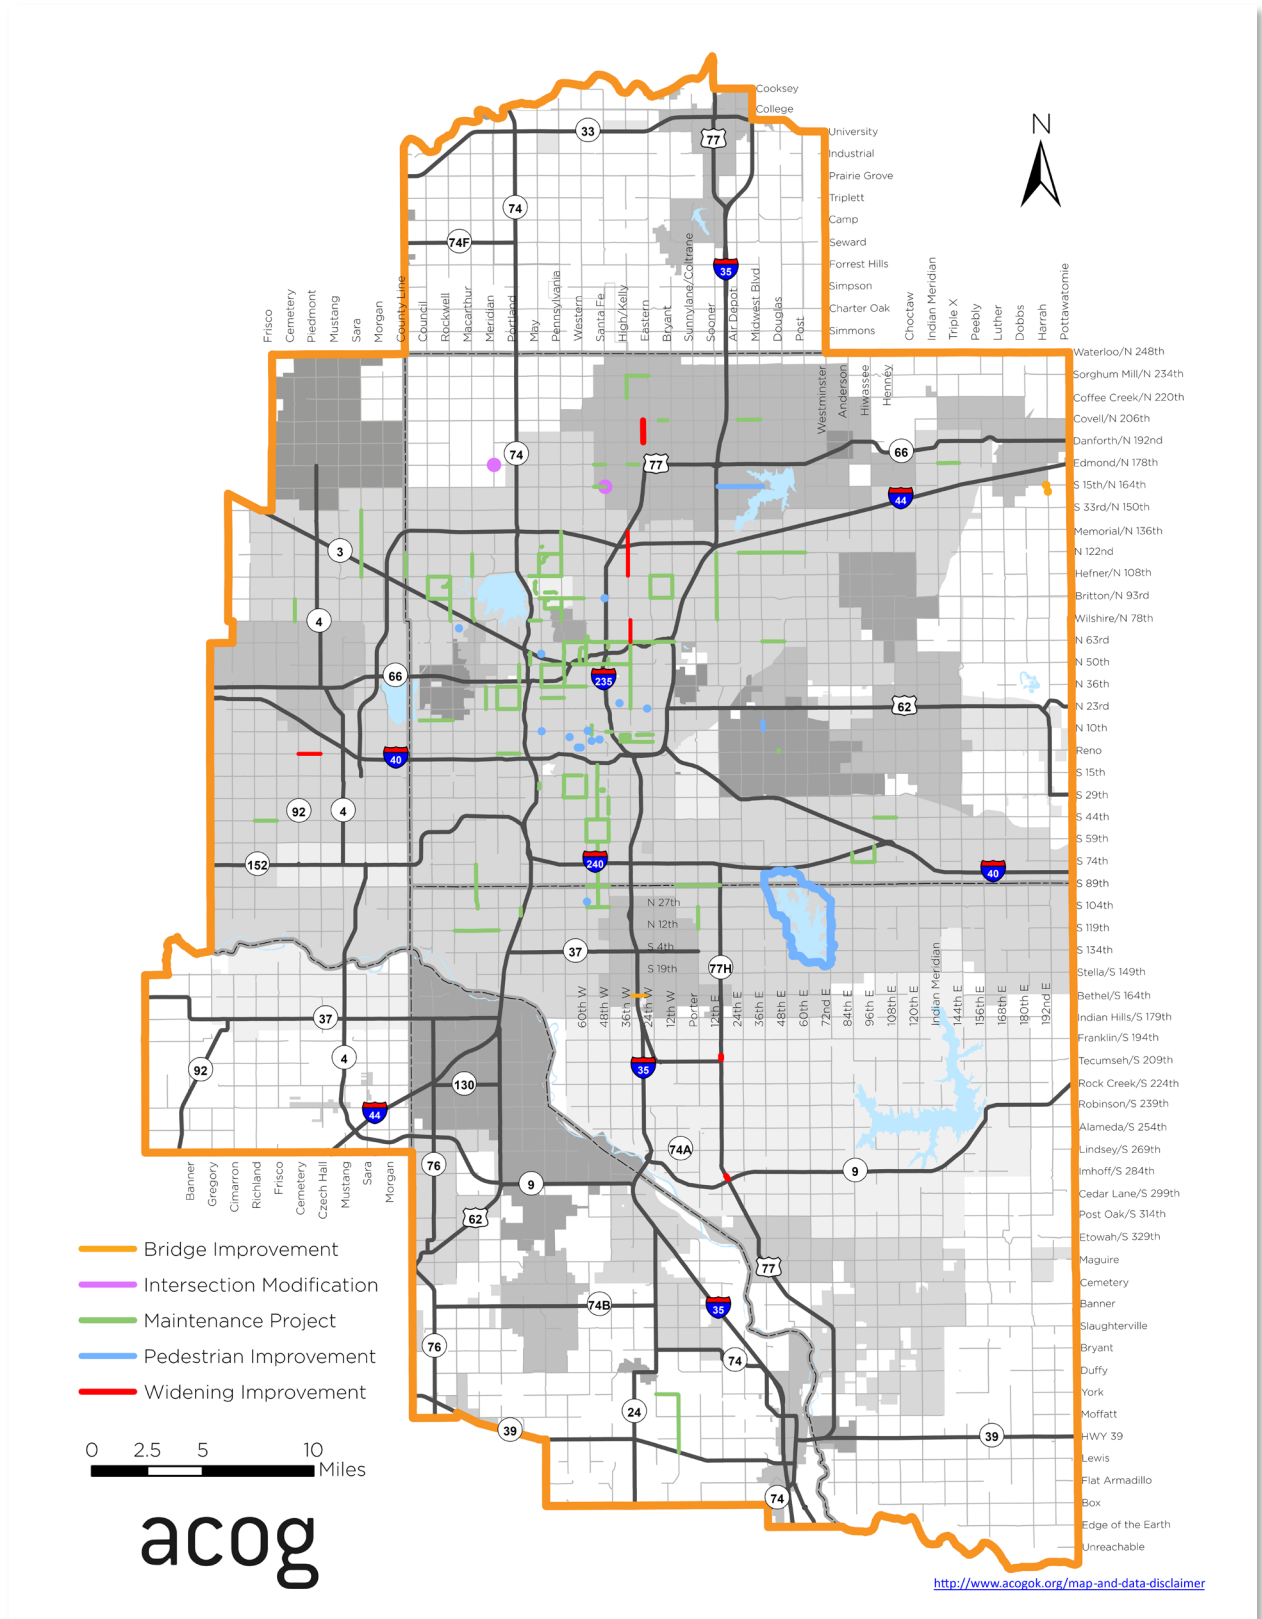 Cooksey
College
University
Industrial
Prairie Grove
Triplett
Camp
Seward
Forrest Hills
Simpson
Charter Oak
Simmons
N
33
77
74
74F
35
Frisco
Cemetery
Piedmont
Mustang
Sara
Morgan
County Line
Council
Rockwell
Macarthur
Meridian
Portland
May
Pennsylvania
Western
Santa Fe
High/Kelly
Eastern
Bryant
Sunnylane/Coltrane
Sooner
Air Depot
Midwest Blvd
Douglas
Post
Westminster
Anderson
Hiwassee
Henney
Choctaw
Indian Meridian
Triple X
Peebly
Luther
Dobbs
Harrah
Pottawatomie
Waterloo/N 248th
Sorghum Mill/N 234th
Coffee Creek/N 220th
Covell/N 206th
Danforth/N 192nd
Edmond/N 178th
S 15th/N 164th
S 33rd/N 150th
Memorial/N 136th
N 122nd
Hefner/N 108th
Britton/N 93rd
Wilshire/N 78th
N 63rd
N 50th
N 36th
N 23rd
N 10th
Reno
S 15th
S 29th
S 44th
S 59th
S 74th
S 89th
S 104th
S 119th
S 134th
Stella/S 149th
Bethel/S 164th
Indian Hills/S 179th
Franklin/S 194th
Tecumseh/S 209th
Rock Creek/S 224th
Robinson/S 239th
Alameda/S 254th
Lindsey/S 269th
Imhoff/S 284th
Cedar Lane/S 299th
Post Oak/S 314th
Etowah/S 329th
Maguire
Cemetery
Banner
Slaughterville
Bryant
Duffy
York
Moffatt
HWY 39
Lewis
Flat Armadillo
Box
Edge of the Earth
Unreachable
74
77
66
44
3
4
66
235
62
40
92
4
152
240
40
N 27th
N 12th
S 4th
S 19th
37
77H
60th W
48th W
36th W
24th W
12th W
Porter
12th E
24th E
36th E
48th E
60th E
72nd E
84th E
96th E
108th E
120th E
Indian Meridian
144th E
156th E
168th E
180th E
192nd E
37
4
92
35
130
44
74A
76
9
9
62
77
74B
35
76
74
24
39
39
74
Banner
Gregory
Cimarron
Richland
Frisco
Cemetery
Czech Hall
Mustang
Sara
Morgan
Bridge Improvement
Intersection Modification
Maintenance Project
Pedestrian Improvement
Widening Improvement
0 2.5 5 10
Miles
acog
http://www.acogok.org/map-and-data-disclaimer